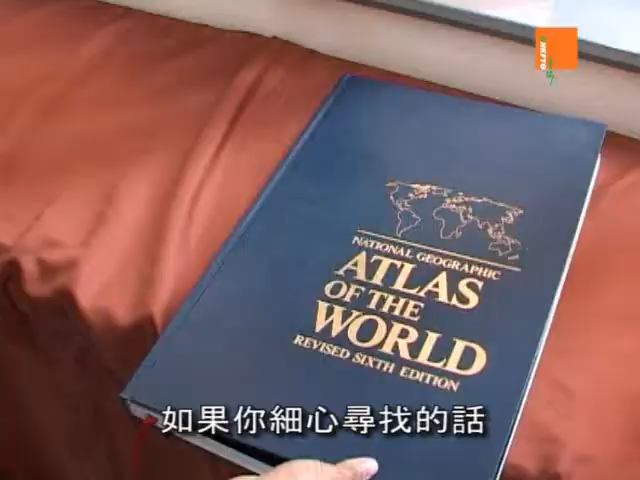 NATIONAL GEOGRAPHIC
ATLAS
OF THE
WORLD
REVISED SIXTH EDITION
如果你細心尋找的話